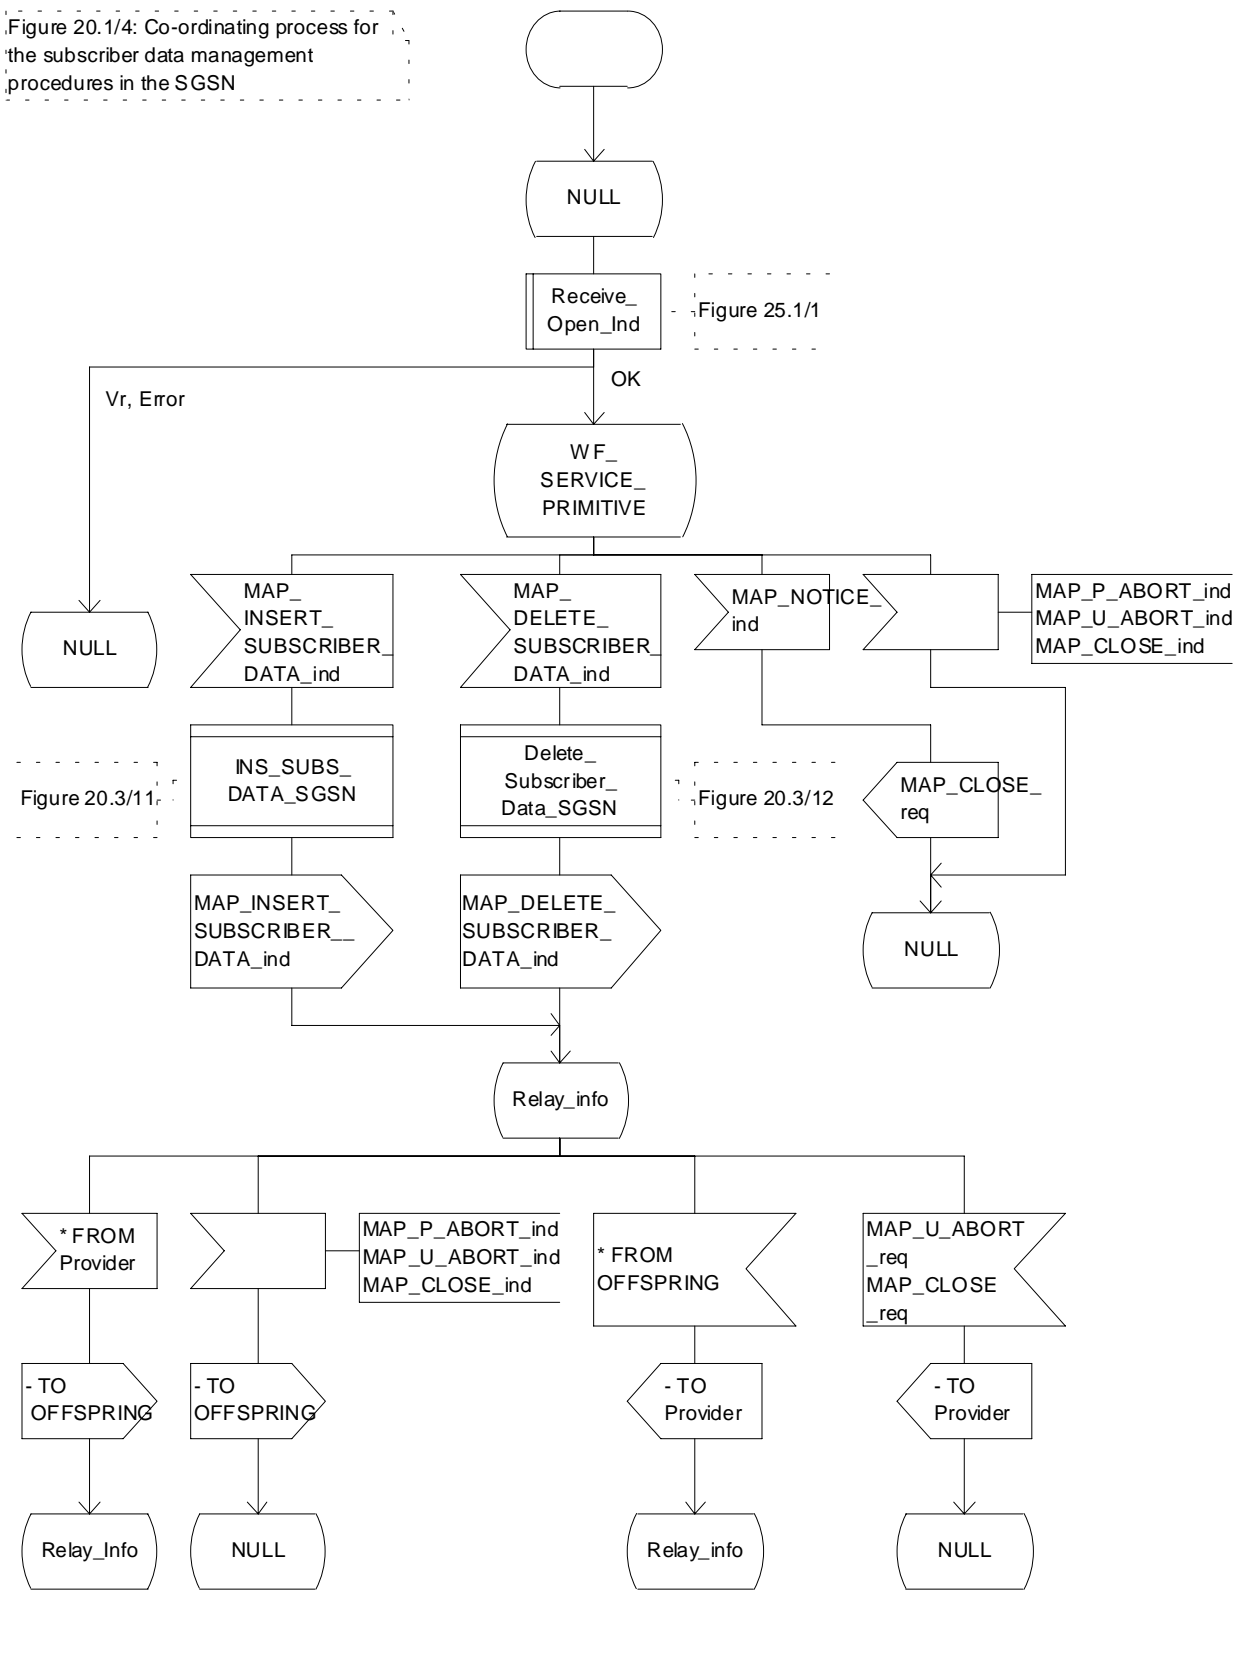 Figure 20.1/4: Co-ordinating process for
the subscriber data management
procedures in the SGSN
NULL
Receive_
Open_Ind
Figure 25.1/1
OK
Vr, Error
WF_
SERVICE_
PRIMITIVE
NULL
MAP_
INSERT_
SUBSCRIBER_
DATA_ind
MAP_
DELETE_
SUBSCRIBER_
DATA_ind
MAP_NOTICE_
ind
MAP_P_ABORT_ind
MAP_U_ABORT_ind
MAP_CLOSE_ind
Figure 20.3/11
INS_SUBS_
DATA_SGSN
Delete_
Subscriber_
Data_SGSN
Figure 20.3/12
MAP_CLOSE_
req
MAP_INSERT_
SUBSCRIBER__
DATA_ind
MAP_DELETE_
SUBSCRIBER_
DATA_ind
NULL
Relay_info
* FROM
Provider
MAP_P_ABORT_ind
MAP_U_ABORT_ind
MAP_CLOSE_ind
* FROM
OFFSPRING
MAP_U_ABORT
_req
MAP_CLOSE
_req
- TO
OFFSPRING
- TO
OFFSPRING
- TO
Provider
- TO
Provider
Relay_Info
NULL
Relay_info
NULL